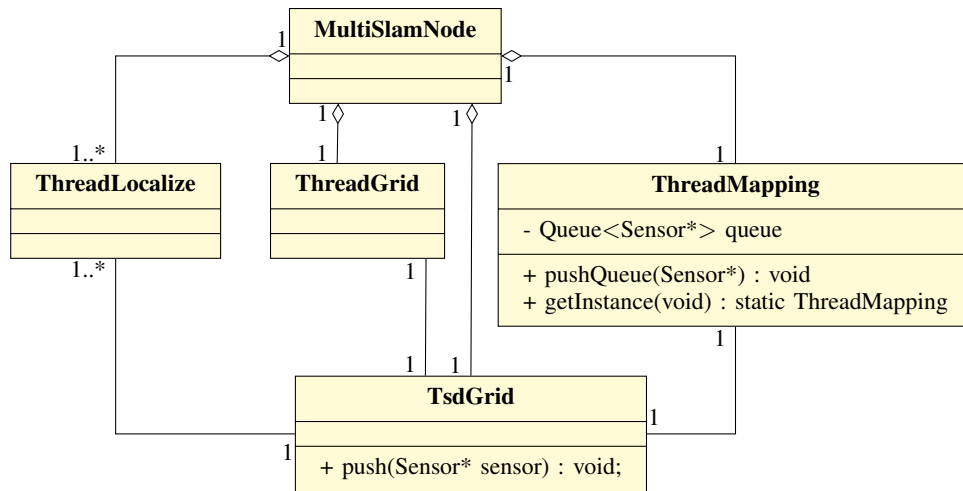 MultiSlamNode
1
1
1
1
1..*
1
1
ThreadLocalize
ThreadGrid
ThreadMapping
- Queue<Sensor*> queue
+ pushQueue(Sensor*) : void
+ getInstance(void) : static ThreadMapping
1..*
1
1
1
1
TsdGrid
1
1
+ push(Sensor* sensor) : void;